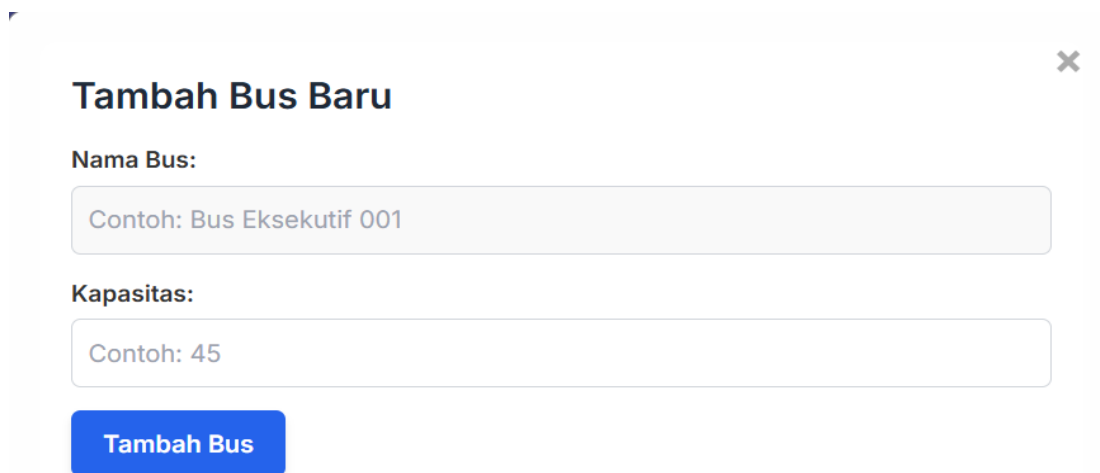 Tambah Bus Baru
Nama Bus:
Contoh: Bus Eksekutif 001
Kapasitas:
Contoh: 45
Tambah Bus